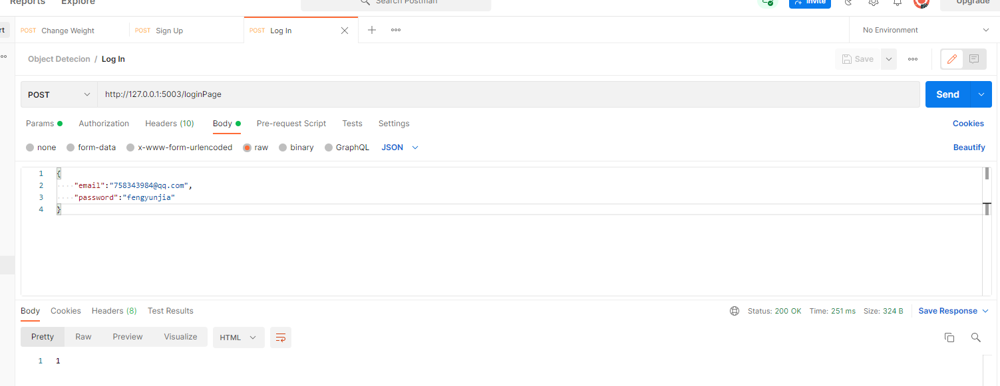 Reports Explore Search Postman Invite Upgrade
rt POST Change Weight POST Sign Up POST Log In No Environment
Object Detecion / Log In Save
POST http://127.0.0.1:5003/loginPage Send
Params Authorization Headers (10) Body Pre-request Script Tests Settings Cookies
none form-data x-www-form-urlencoded raw binary GraphQL JSON Beautify
1 {
2 "email":"758343984@qq.com",
3 "password":"fengyunjia"
4 }
Body Cookies Headers (8) Test Results Status: 200 OK Time: 251 ms Size: 324 B Save Response
Pretty Raw Preview Visualize HTML
1 1